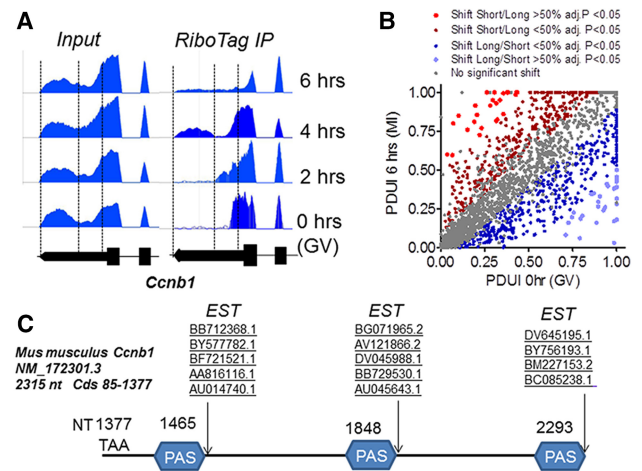 A
Input
RiboTag IP
6 hrs
4 hrs
2 hrs
0 hrs
(GV)
Ccnb1
B
Shift Short/Long >50% adj.P <0.05
Shift Short/Long <50% adj. P<0.05
Shift Long/Short <50% adj. P<0.05
Shift Long/Short >50% adj. P<0.05
No significant shift
PDUI 6 hrs (MI)
1.00
0.75
0.50
0.25
0.00
0.00 0.25 0.50 0.75 1.00
PDUI 0hr (GV)
C
Mus musculus Ccnb1
NM_172301.3
2315 nt Cds 85-1377
EST
BB712368.1
BY577782.1
BF721521.1
AA816116.1
AU014740.1
EST
BG071965.2
AV121866.2
DV045988.1
BB729530.1
AU045643.1
EST
DV645195.1
BY756193.1
BM227153.2
BC085238.1
NT 1377
TAA
1465
PAS
1848
PAS
2293
PAS